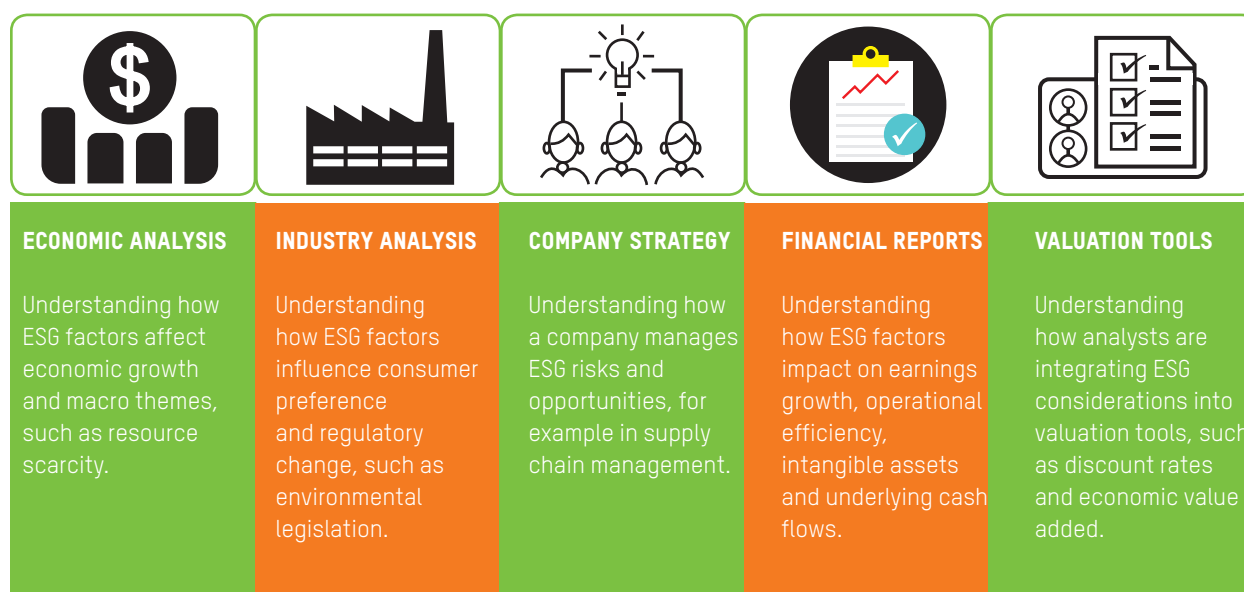 $
ECONOMIC ANALYSIS
Understanding how
ESG factors affect
economic growth
and macro themes,
such as resource
scarcity.
INDUSTRY ANALYSIS
Understanding
how ESG factors
influence consumer
preference
and regulatory
change, such as
environmental
legislation.
COMPANY STRATEGY
Understanding how
a company manages
ESG risks and
opportunities, for
example in supply
chain management.
FINANCIAL REPORTS
Understanding
how ESG factors
impact on earnings
growth, operational
efficiency,
intangible assets
and underlying cash
flows.
VALUATION TOOLS
Understanding
how analysts are
integrating ESG
considerations into
valuation tools, such
as discount rates
and economic value
added.